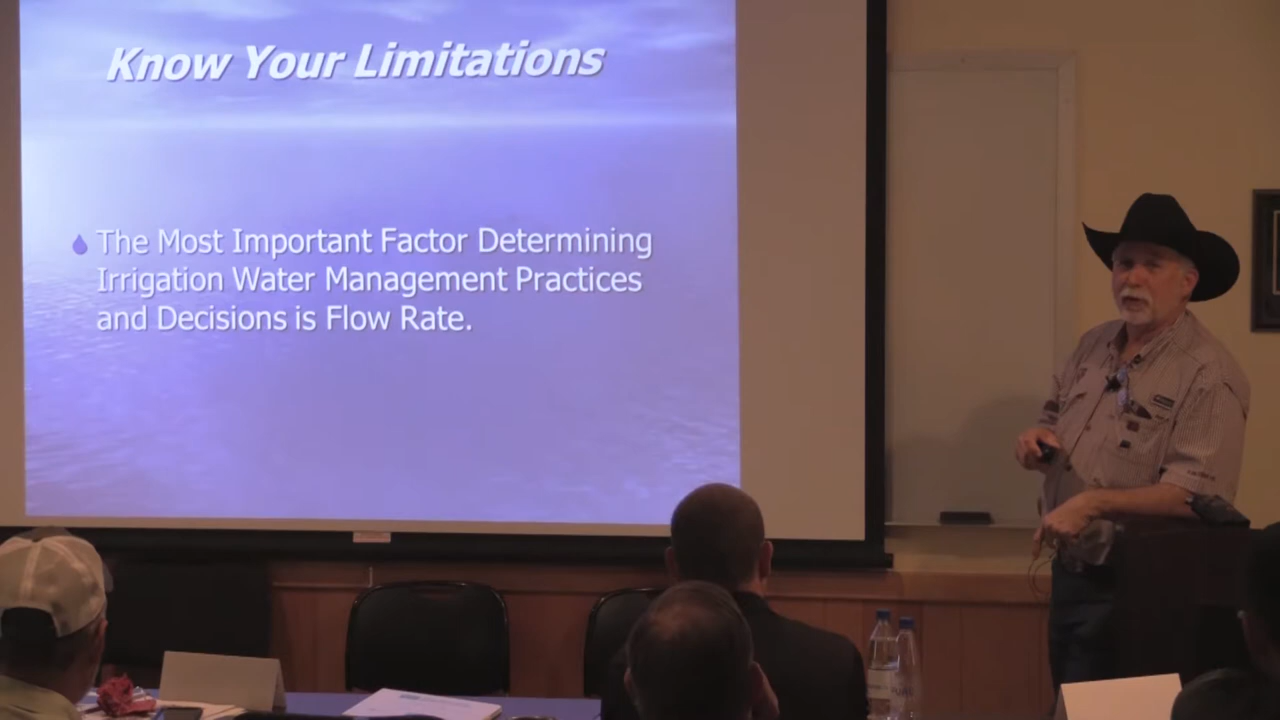 Know Your Limitations
The Most Important Factor Determining
Irrigation Water Management Practices
and Decisions is Flow Rate.